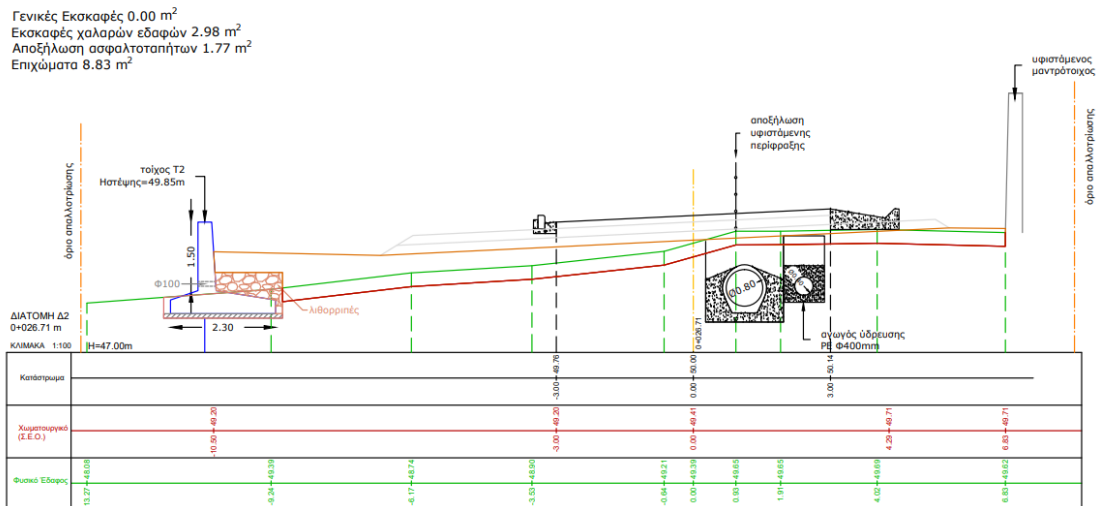 Γενικές Εκσκαφές 0.00 m²
Εκσκαφές χαλαρών εδαφών 2.98 m²
Αποξήλωση ασφαλτοταπήτων 1.77 m²
Επιχώματα 8.83 m²
υφιστάμενος
μαντρότοιχος
όριο απαλλοτρίωσης
τοίχος Τ2
Ηστέψης=49.85m
αποξήλωση
υφιστάμενης
περίφραξης
όριο απαλλοτρίωσης
1.50
Φ100
λιθορριπές
2.30
Ø0.80
αγωγός ύδρευσης
PE Φ400mm
0+026.71
ΔΙΑΤΟΜΗ Δ2
0+026.71 m
ΚΛΙΜΑΚΑ 1:100
H=47.00m
Κατάστρωμα
-3.00 49.76
0.00 50.00
3.00 50.14
Χωματουργικό
(Σ.Ε.Ο.)
-10.50 49.20
-3.00 49.20
0.00 49.41
4.29 49.71
6.83 49.71
Φυσικό Έδαφος
13.27 48.08
-9.24 49.39
-6.17 48.74
-3.53 48.90
-0.64 49.21
0.00 49.39
0.93 49.65
1.91 49.65
4.02 49.69
6.83 49.62